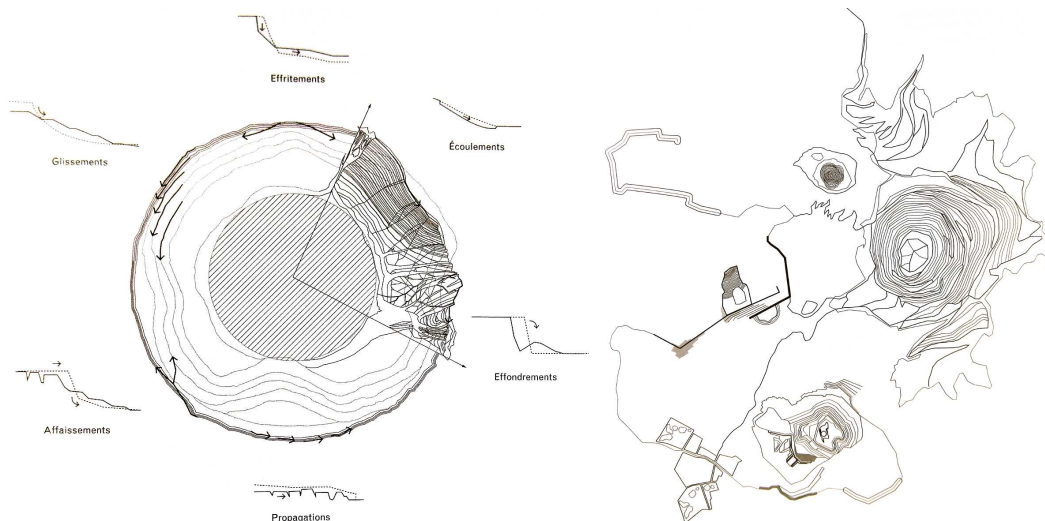 Effritements
Glissements
Écoulements
Effondrements
Affaissements
Propagations